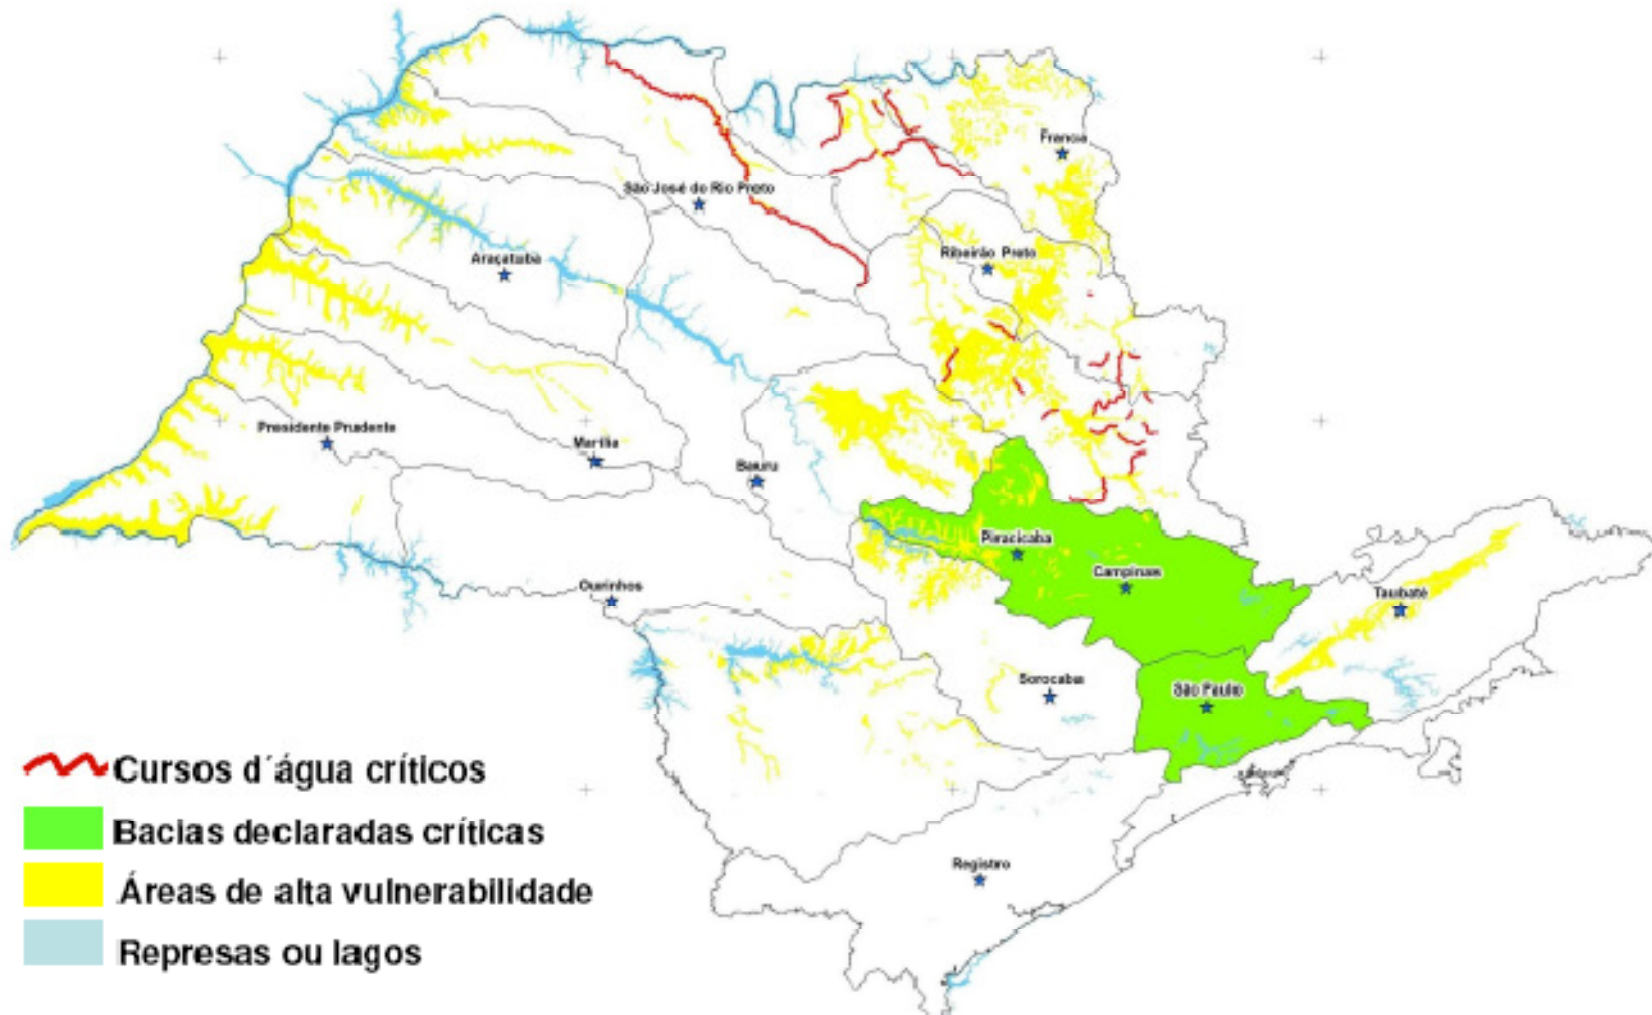 Franca
São José do Rio Preto
Ribeirão Preto
Araçatuba
Presidente Prudente
Marília
Bauru
Piracicaba
Campinas
Ourinhos
Taubaté
Sorocaba
São Paulo
Cursos d´água críticos
Bacias declaradas críticas
Registro
Áreas de alta vulnerabilidade
Represas ou lagos